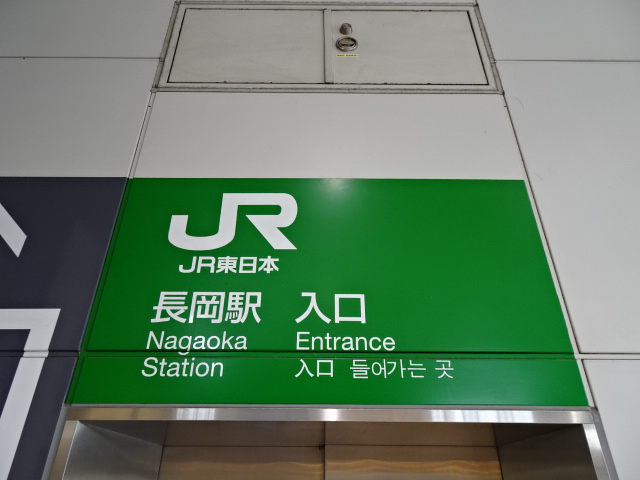 JR
JR東日本
長岡駅 入口
Nagaoka Entrance
Station 入口 들어가는 곳